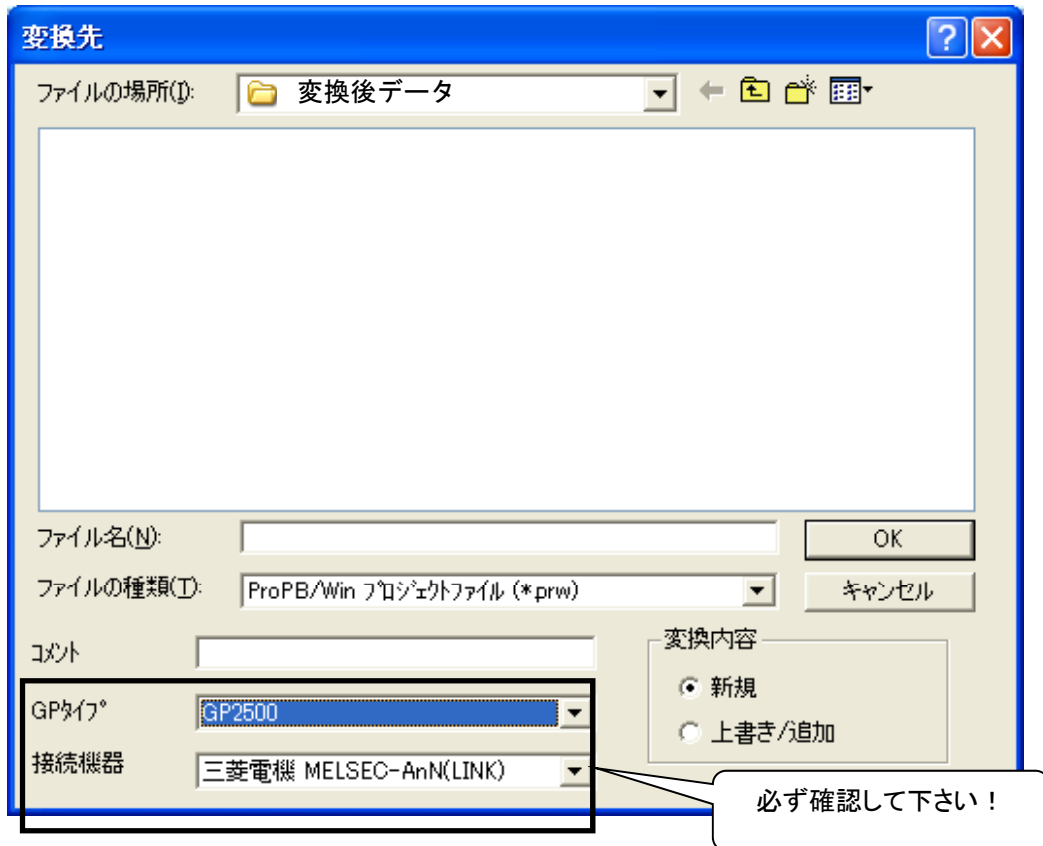 変換先
ファイルの場所(I):
変換後データ
ファイル名(N):
OK
ファイルの種類(T):
ProPB/Win プロジェクトファイル (*.prw)
キャンセル
コメント
変換内容
新規
上書き/追加
GPタイプ
GP2500
接続機器
三菱電機 MELSEC-AnN(LINK)
必ず確認して下さい！